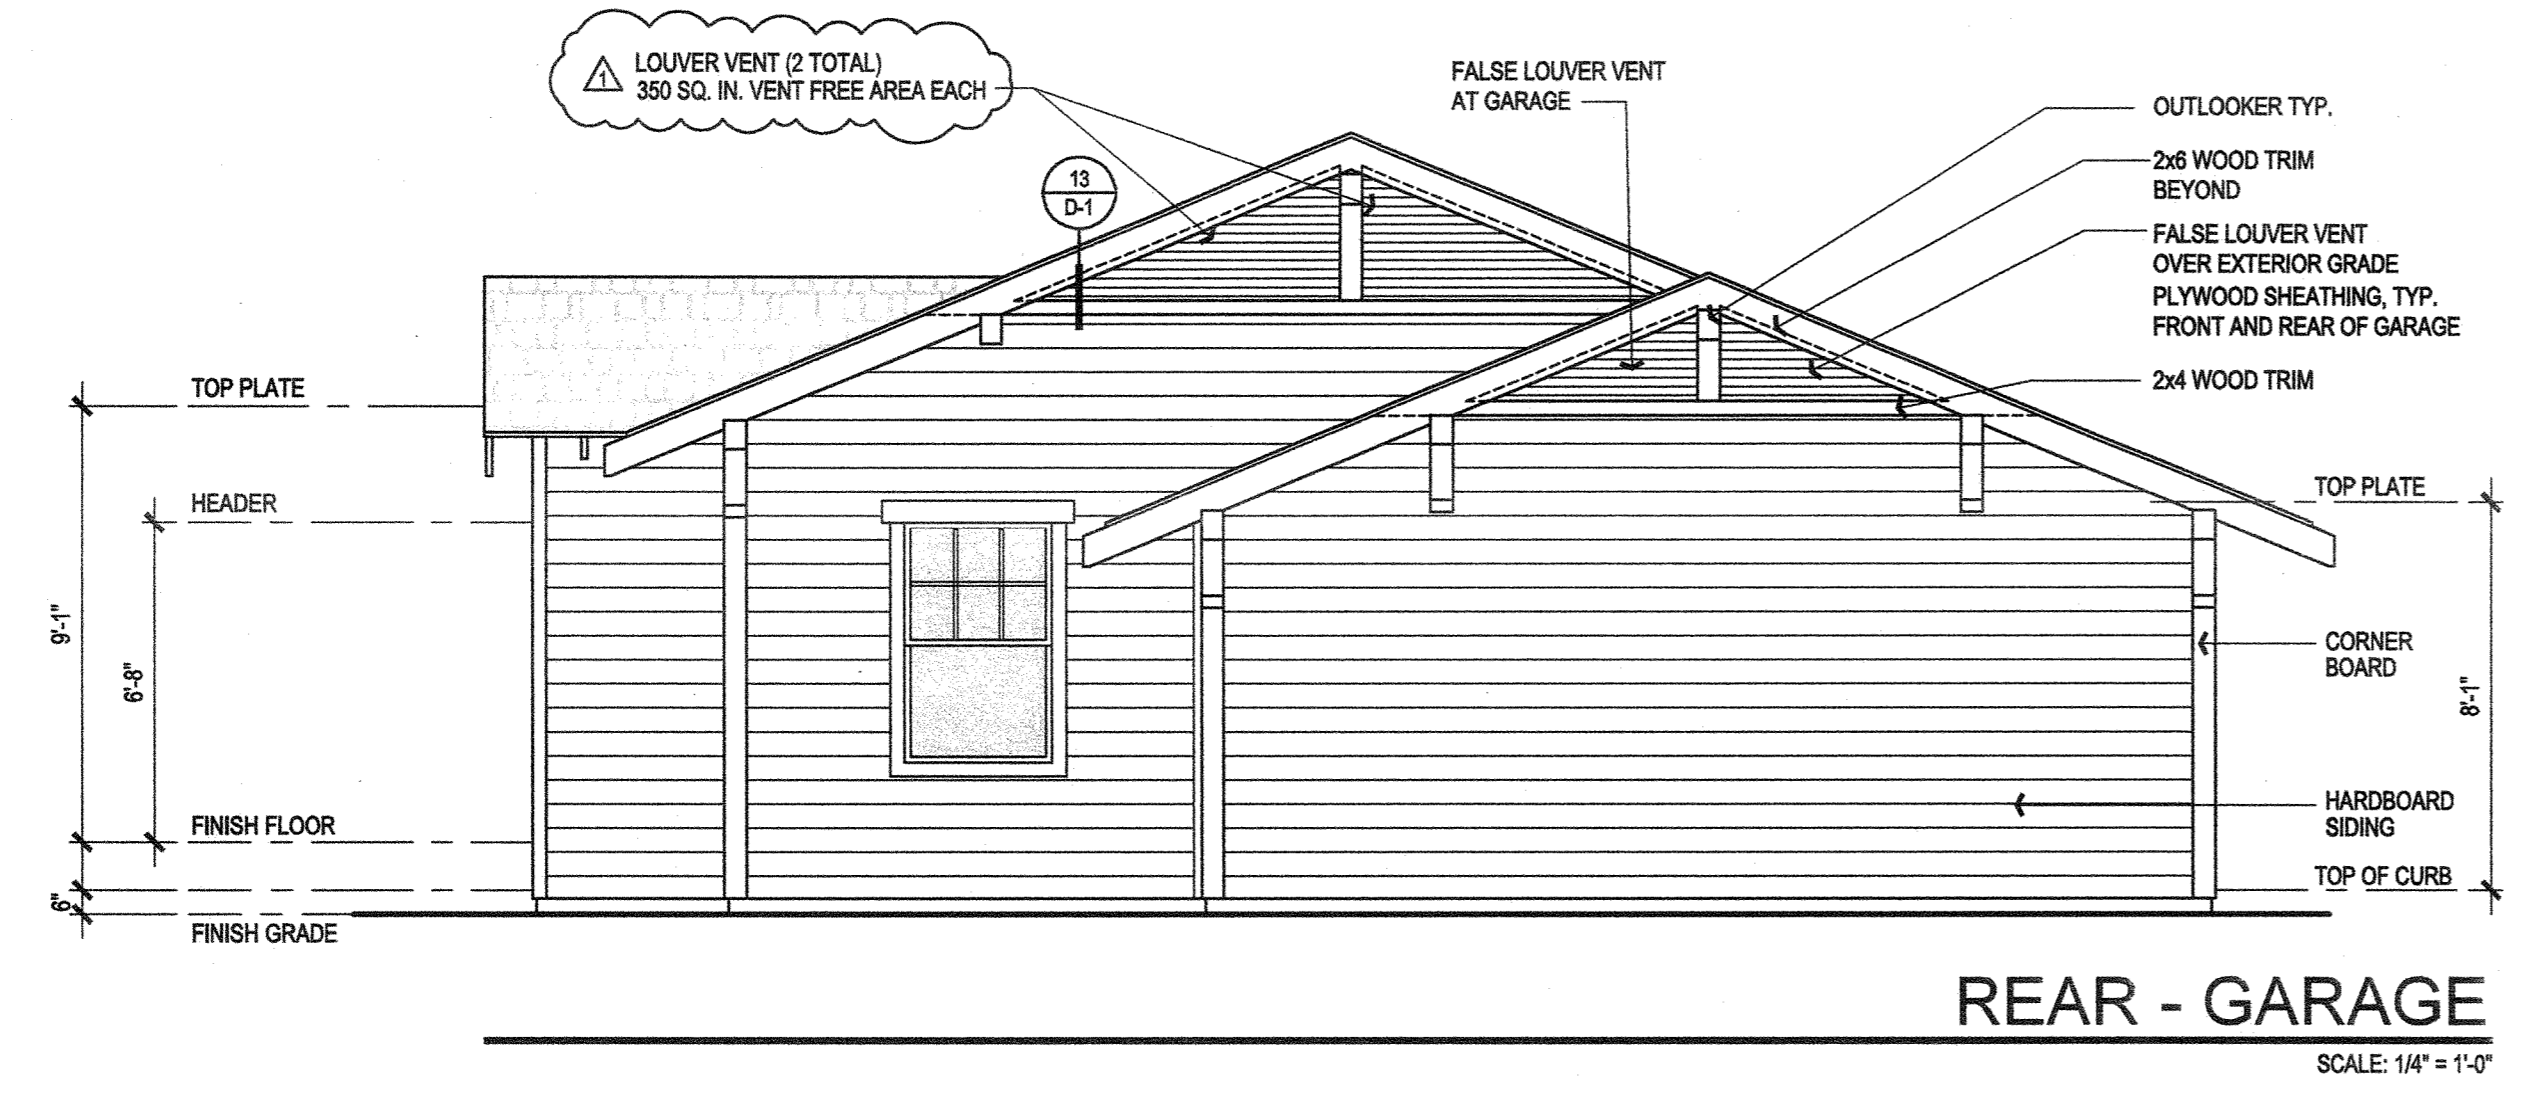 1
LOUVER VENT (2 TOTAL)
350 SQ. IN. VENT FREE AREA EACH
13
D-1
FALSE LOUVER VENT
AT GARAGE
OUTLOOKER TYP.
2x6 WOOD TRIM
BEYOND
FALSE LOUVER VENT
OVER EXTERIOR GRADE
PLYWOOD SHEATHING, TYP.
FRONT AND REAR OF GARAGE
2x4 WOOD TRIM
TOP PLATE
HEADER
9'-1"
6'-8"
FINISH FLOOR
6"
FINISH GRADE
TOP PLATE
CORNER
BOARD
8'-1"
HARDBOARD
SIDING
TOP OF CURB
REAR - GARAGE
SCALE: 1/4" = 1'-0"